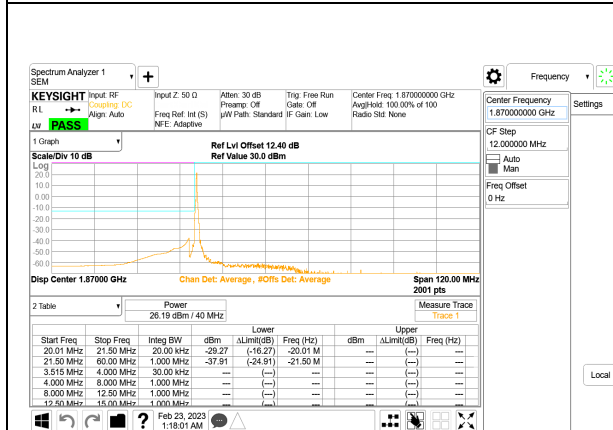 Spectrum Analyzer 1
SEM
Frequency
KEYSIGHT Input: RF Input Z: 50 Ω Atten: 30 dB Trig: Free Run Center Freq: 1.870000000 GHz
RL Coupling: DC Preamp: Off Gate: Off Avg|Hold: 100.00% of 100
Align: Auto Freq Ref: Int (S) µW Path: Standard IF Gain: Low Radio Std: None
NFE: Adaptive
PASS
Center Frequency
1.870000000 GHz
Settings
CF Step
12.000000 MHz
Auto
Man
Freq Offset
0 Hz
1 Graph
Ref Lvl Offset 12.40 dB
Scale/Div 10 dB Ref Value 30.0 dBm
Log
20.0
10.0
0.00
-10.0
-20.0
-30.0
-40.0
-50.0
-60.0
Disp Center 1.87000 GHz Chan Det: Average , #Offs Det: Average Span 120.00 MHz
2001 pts
2 Table Power Measure Trace
26.19 dBm / 40 MHz Trace 1
Lower Upper
Start Freq Stop Freq Integ BW dBm ΔLimit(dB) Freq (Hz) dBm ΔLimit(dB) Freq (Hz)
20.01 MHz 21.50 MHz 20.00 kHz -29.27 (-16.27) -20.01 M --- (---) ---
21.50 MHz 60.00 MHz 1.000 MHz -37.91 (-24.91) -21.50 M --- (---) ---
3.515 MHz 4.000 MHz 30.00 kHz --- (---) --- --- (---) ---
4.000 MHz 8.000 MHz 1.000 MHz --- (---) --- --- (---) ---
8.000 MHz 12.50 MHz 1.000 MHz --- (---) --- --- (---) ---
12.50 MHz 15.00 MHz 1.000 MHz --- (---) --- --- (---) ---
Local
? Feb 23, 2023
1:18:01 AM